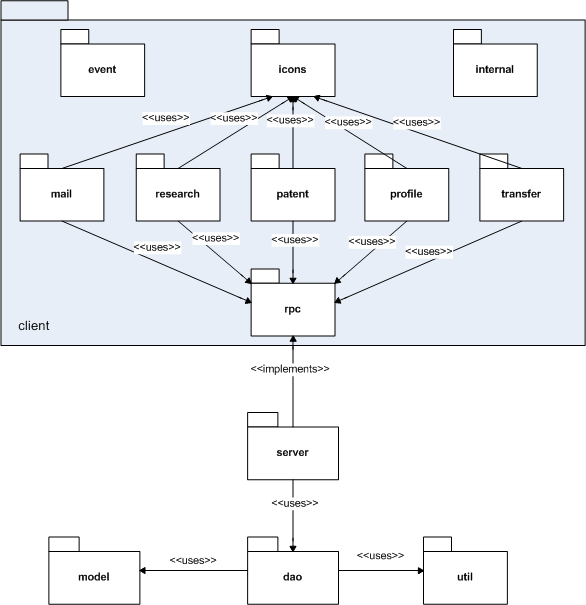 event
icons
internal
<<uses>>
<<uses>>
<<uses>>
<<uses>>
<<uses>>
mail
research
patent
profile
transfer
<<uses>>
<<uses>>
<<uses>>
<<uses>>
<<uses>>
rpc
client
<<implements>>
server
<<uses>>
<<uses>>
<<uses>>
model
dao
util